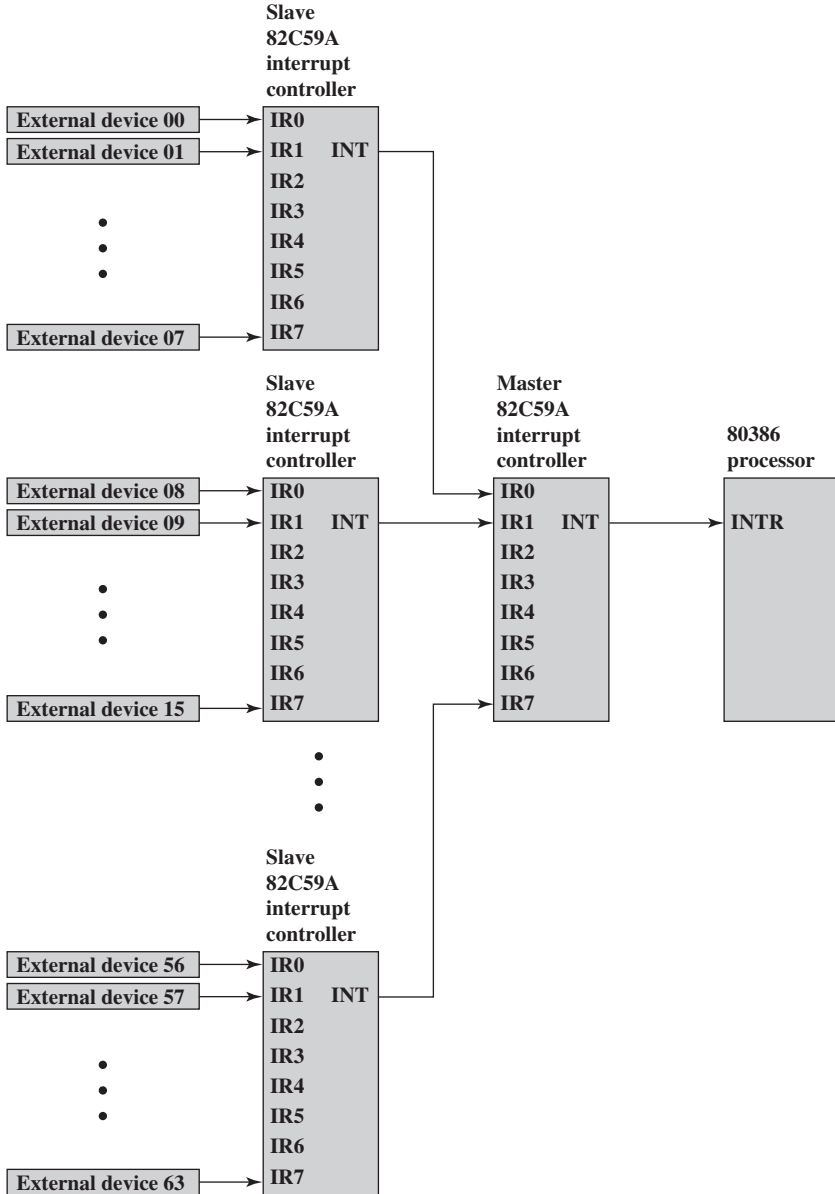 Slave
82C59A
interrupt
controller
External device 00
IR0
External device 01
IR1 INT
IR2
IR3
IR4
IR5
IR6
External device 07
IR7
Slave
82C59A
interrupt
controller
External device 08
IR0
External device 09
IR1 INT
IR2
IR3
IR4
IR5
IR6
External device 15
IR7
Master
82C59A
interrupt
controller
IR0
IR1 INT
IR2
IR3
IR4
IR5
IR6
IR7
80386
processor
INTR
Slave
82C59A
interrupt
controller
External device 56
IR0
External device 57
IR1 INT
IR2
IR3
IR4
IR5
IR6
External device 63
IR7